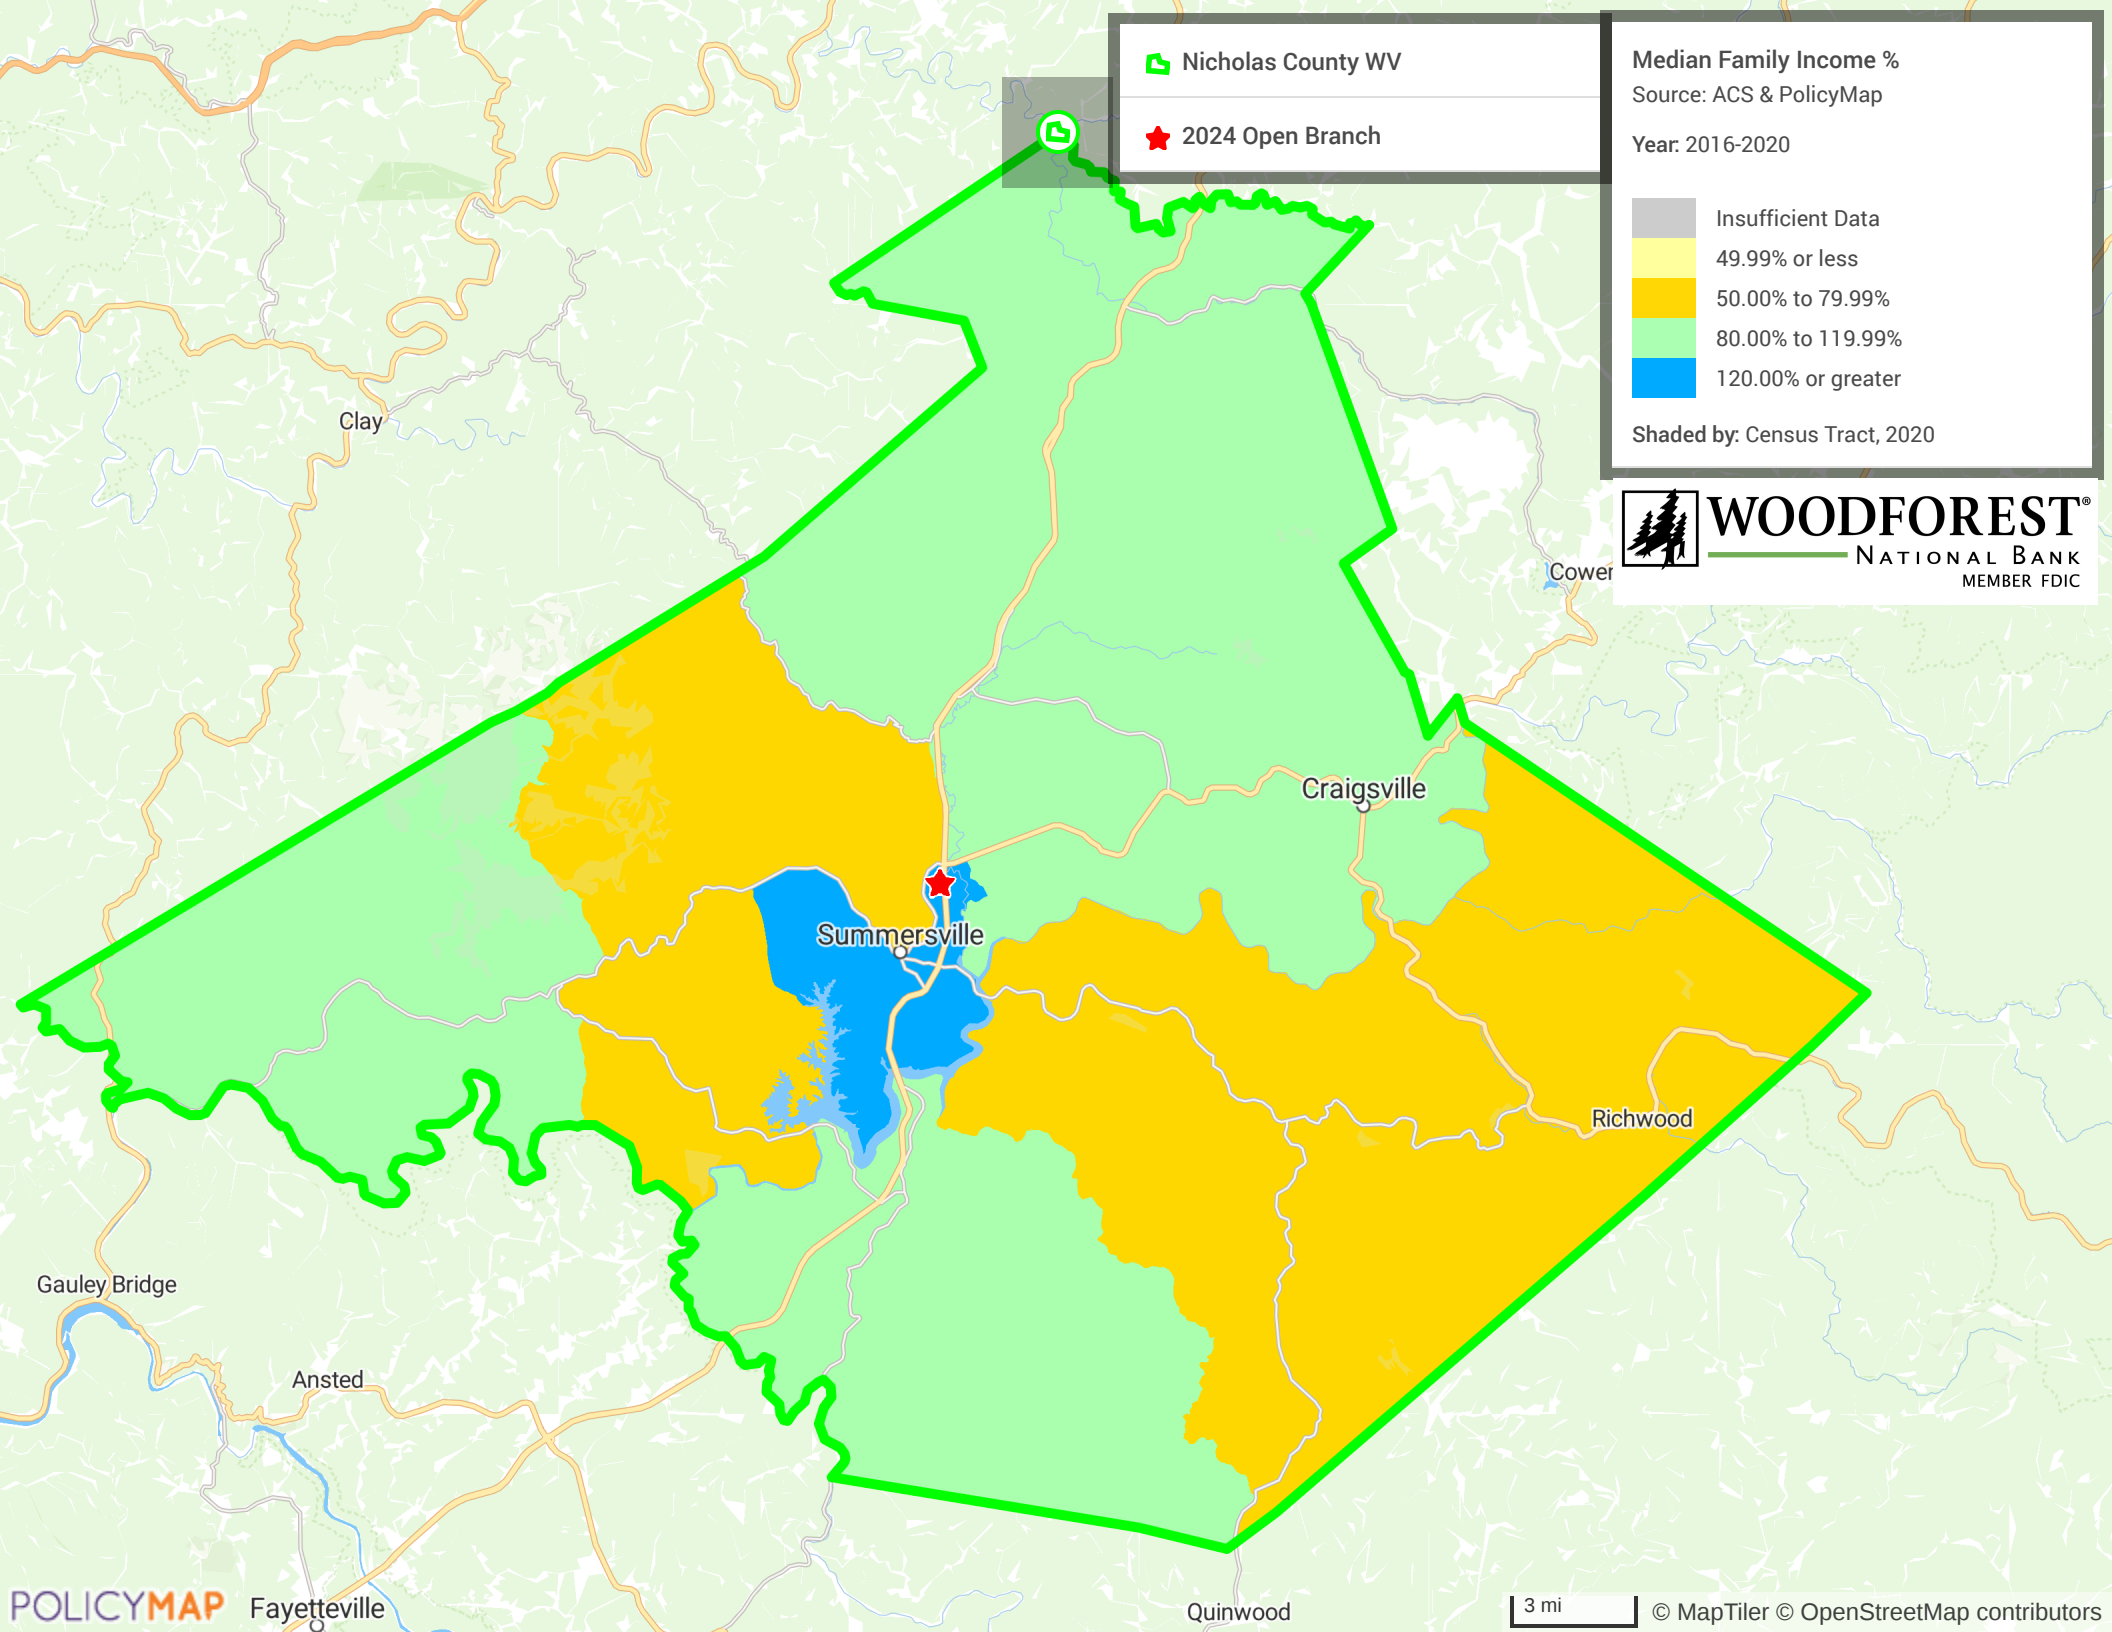 Nicholas County WV
2024 Open Branch
Median Family Income %
Source: ACS & PolicyMap
Year: 2016-2020
Insufficient Data
49.99% or less
50.00% to 79.99%
80.00% to 119.99%
120.00% or greater
Shaded by: Census Tract, 2020
WOODFOREST®
NATIONAL BANK
MEMBER FDIC
Clay
Cowen
Craigsville
Summersville
Richwood
Gauley Bridge
Ansted
POLICYMAP
Fayetteville
Quinwood
3 mi
© MapTiler © OpenStreetMap contributors